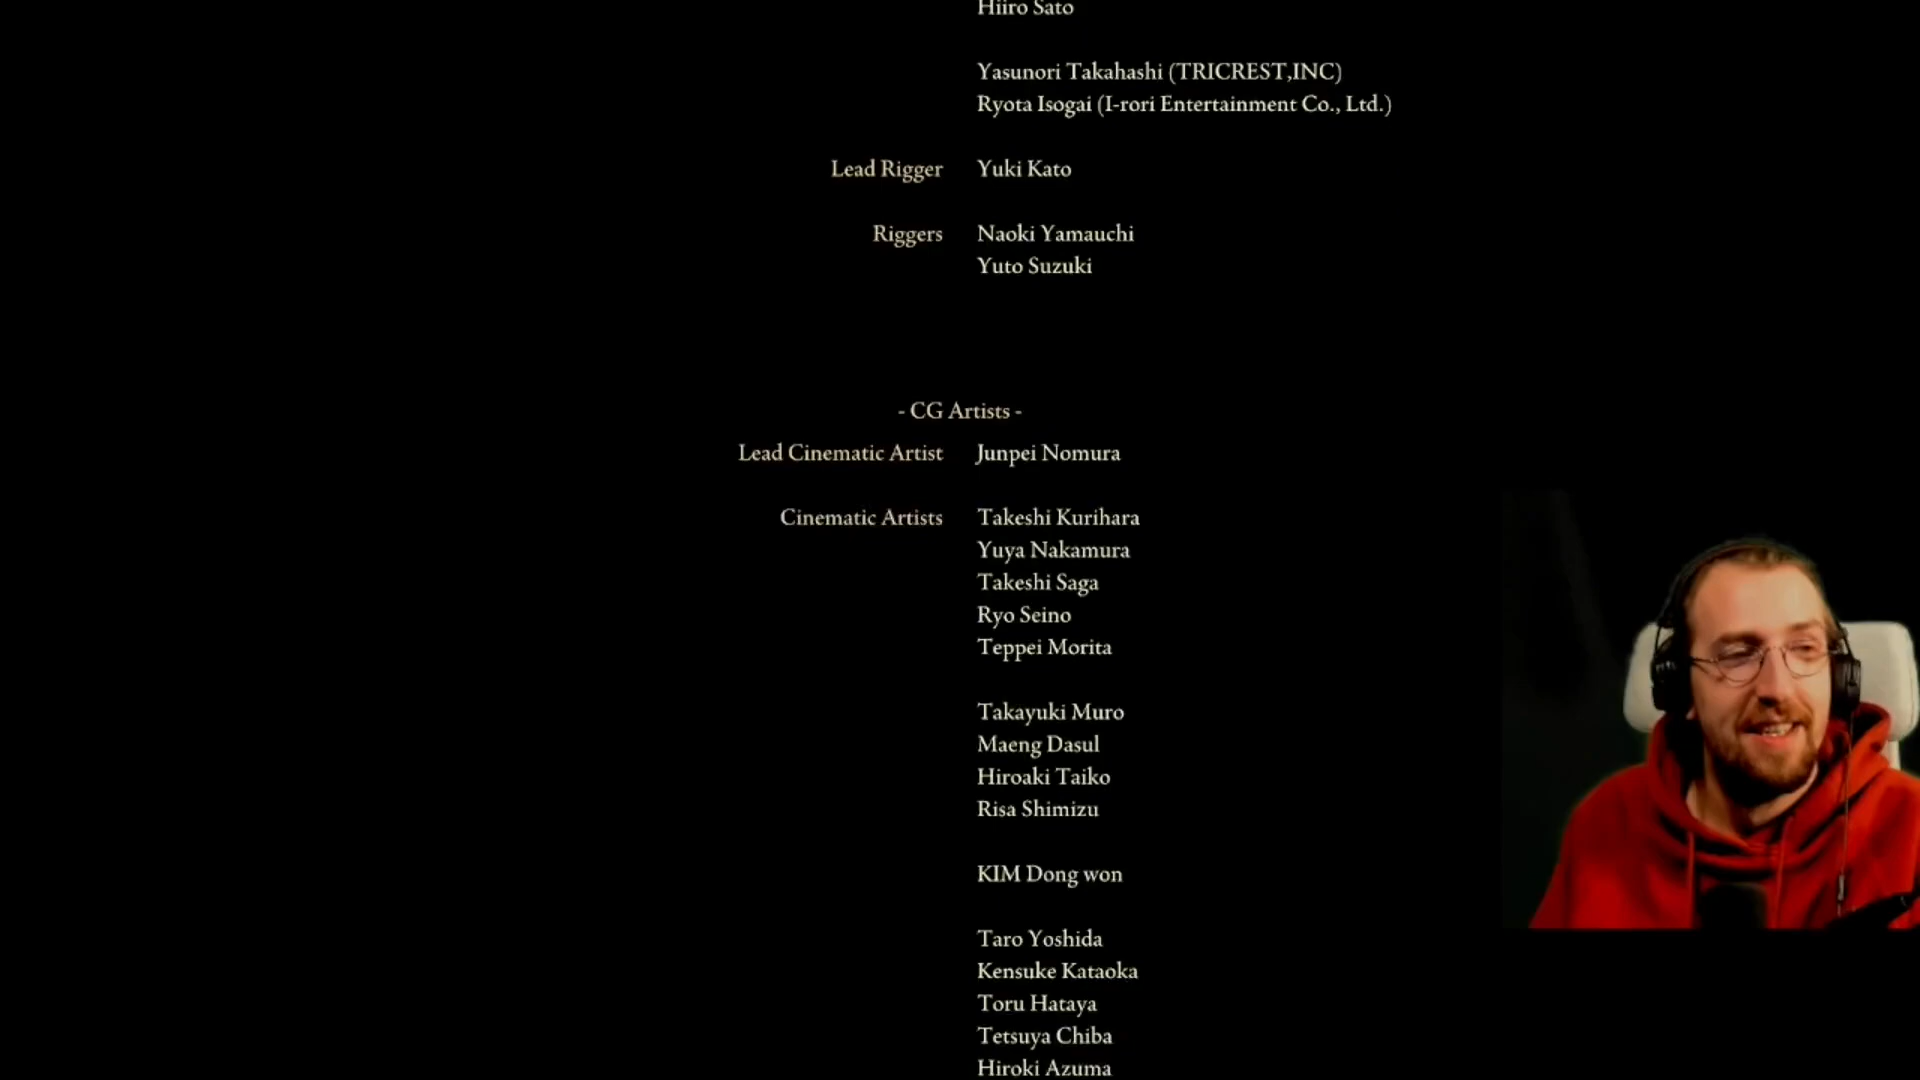 Hiiro Sato
Yasunori Takahashi (TRICREST,INC)
Ryota Isogai (I-rori Entertainment Co., Ltd.)
Lead Rigger Yuki Kato
Riggers Naoki Yamauchi
Yuto Suzuki
- CG Artists -
Lead Cinematic Artist Junpei Nomura
Cinematic Artists Takeshi Kurihara
Yuya Nakamura
Takeshi Saga
Ryo Seino
Teppei Morita
Takayuki Muro
Maeng Dasul
Hiroaki Taiko
Risa Shimizu
KIM Dong won
Taro Yoshida
Kensuke Kataoka
Toru Hataya
Tetsuya Chiba
Hiroki Azuma